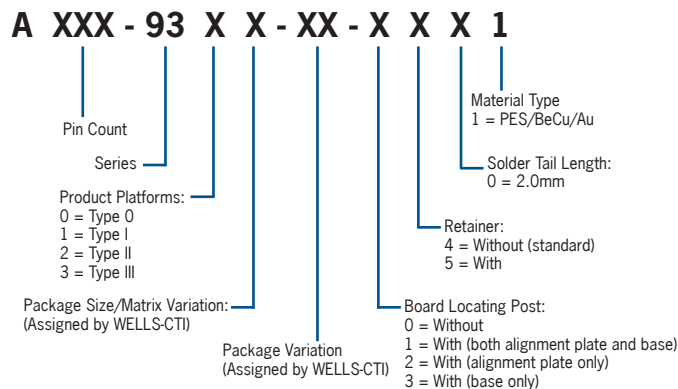 A XXX - 93 X X - XX - X X X 1
Material Type
1 = PES/BeCu/Au
Pin Count
Series
Solder Tail Length:
0 = 2.0mm
Product Platforms:
0 = Type 0
1 = Type I
2 = Type II
3 = Type III
Retainer:
4 = Without (standard)
5 = With
Package Size/Matrix Variation:
(Assigned by WELLS-CTI)
Board Locating Post:
0 = Without
1 = With (both alignment plate and base)
2 = With (alignment plate only)
3 = With (base only)
Package Variation
(Assigned by WELLS-CTI)